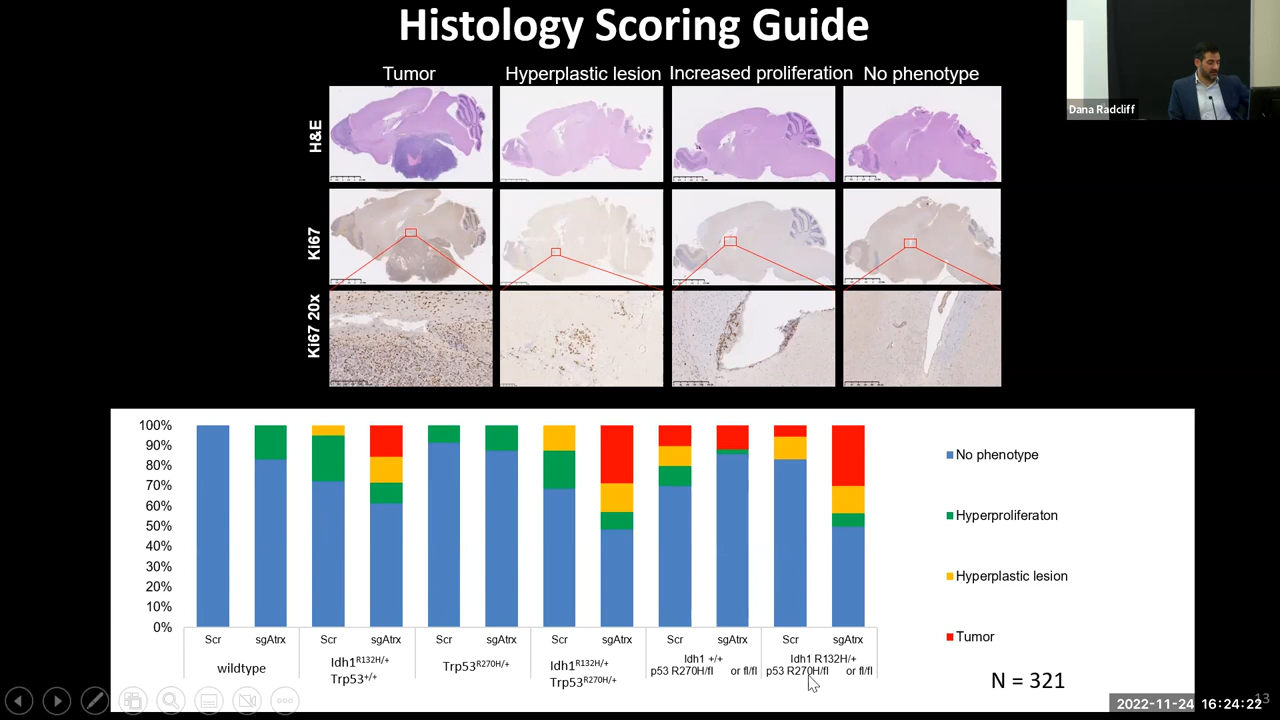 Histology Scoring Guide
Tumor Hyperplastic lesion Increased proliferation No phenotype
Dana Radcliff
H&E
Ki67
Ki67 20x
100%
90%
80%
70%
60%
50%
40%
30%
20%
10%
0%
Scr sgAtrx Scr sgAtrx Scr sgAtrx Scr sgAtrx Scr sgAtrx Scr sgAtrx
wildtype
Idh1R132H/+
Trp53+/+
Trp53R270H/+
Idh1R132H/+
Trp53R270H/+
Idh1 +/+
p53 R270H/fl or fl/fl
Idh1 R132H/+
p53 R270H/fl or fl/fl
No phenotype
Hyperproliferaton
Hyperplastic lesion
Tumor
N = 321
13
2022-11-24 16:24:22